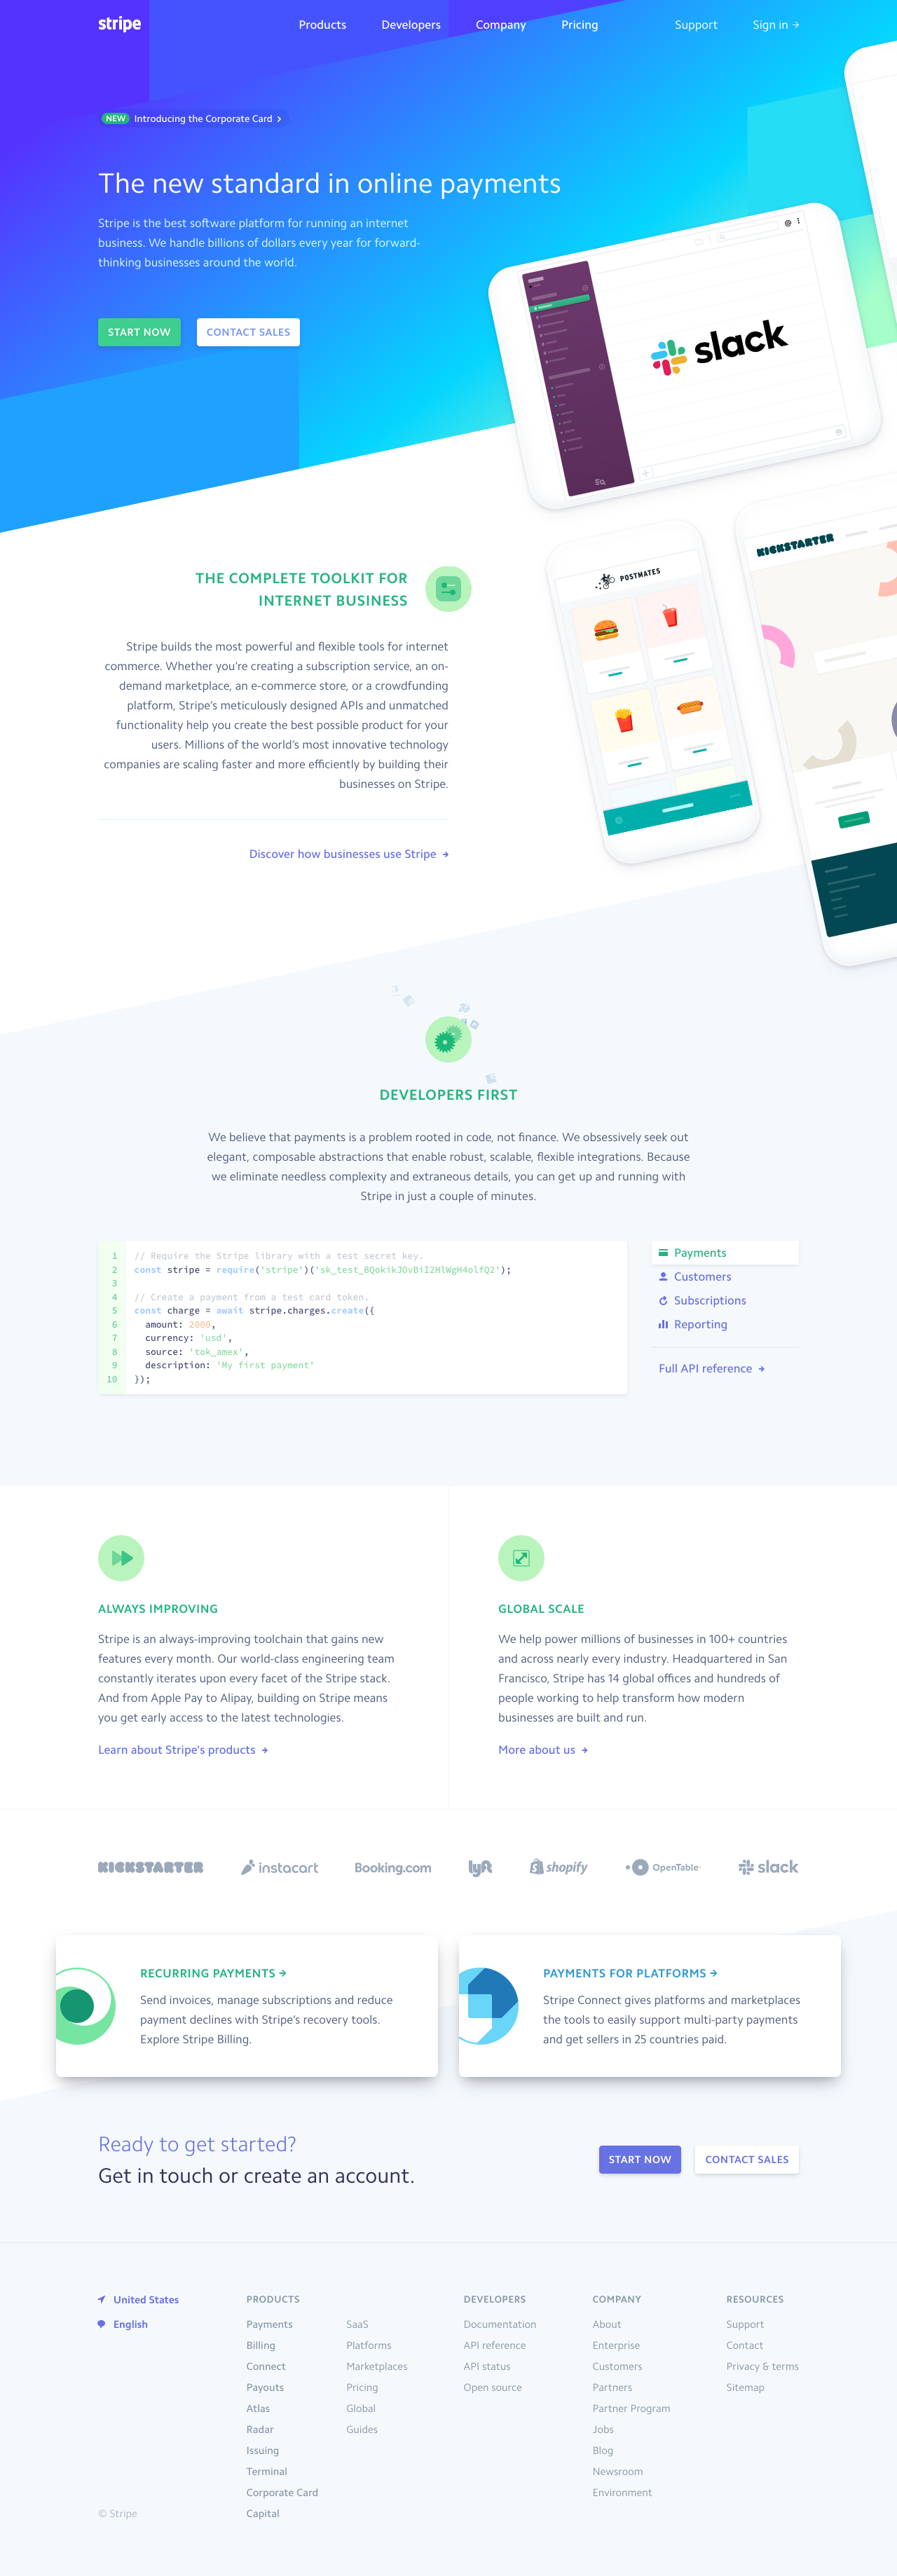 stripe
Products
Developers
Company
Pricing
Support
Sign in →
NEW Introducing the Corporate Card
The new standard in online payments
Stripe is the best software platform for running an internet
business. We handle billions of dollars every year for forward-
thinking businesses around the world.
START NOW
CONTACT SALES
slack
THE COMPLETE TOOLKIT FOR
INTERNET BUSINESS
Stripe builds the most powerful and flexible tools for internet
commerce. Whether you’re creating a subscription service, an on-
demand marketplace, an e-commerce store, or a crowdfunding
platform, Stripe’s meticulously designed APIs and unmatched
functionality help you create the best possible product for your
users. Millions of the world’s most innovative technology
companies are scaling faster and more efficiently by building their
businesses on Stripe.
Discover how businesses use Stripe →
POSTMATES
KICKSTARTER
DEVELOPERS FIRST
We believe that payments is a problem rooted in code, not finance. We obsessively seek out
elegant, composable abstractions that enable robust, scalable, flexible integrations. Because
we eliminate needless complexity and extraneous details, you can get up and running with
Stripe in just a couple of minutes.
1 // Require the Stripe library with a test secret key.
2 const stripe = require('stripe')('sk_test_BQokikJOvBiI2HlWgH4olfQ2');
3
4 // Create a payment from a test card token.
5 const charge = await stripe.charges.create({
6 amount: 2000,
7 currency: 'usd',
8 source: 'tok_amex',
9 description: 'My first payment'
10 });
Payments
Customers
Subscriptions
Reporting
Full API reference →
ALWAYS IMPROVING
Stripe is an always-improving toolchain that gains new
features every month. Our world-class engineering team
constantly iterates upon every facet of the Stripe stack.
And from Apple Pay to Alipay, building on Stripe means
you get early access to the latest technologies.
Learn about Stripe's products →
GLOBAL SCALE
We help power millions of businesses in 100+ countries
and across nearly every industry. Headquartered in San
Francisco, Stripe has 14 global offices and hundreds of
people working to help transform how modern
businesses are built and run.
More about us →
KICKSTARTER
instacart
Booking.com
lyft
shopify
OpenTable
slack
RECURRING PAYMENTS →
Send invoices, manage subscriptions and reduce
payment declines with Stripe’s recovery tools.
Explore Stripe Billing.
PAYMENTS FOR PLATFORMS →
Stripe Connect gives platforms and marketplaces
the tools to easily support multi-party payments
and get sellers in 25 countries paid.
Ready to get started?
Get in touch or create an account.
START NOW
CONTACT SALES
United States
English
© Stripe
PRODUCTS
Payments
Billing
Connect
Payouts
Atlas
Radar
Issuing
Terminal
Corporate Card
Capital
SaaS
Platforms
Marketplaces
Pricing
Global
Guides
DEVELOPERS
Documentation
API reference
API status
Open source
COMPANY
About
Enterprise
Customers
Partners
Partner Program
Jobs
Blog
Newsroom
Environment
RESOURCES
Support
Contact
Privacy & terms
Sitemap